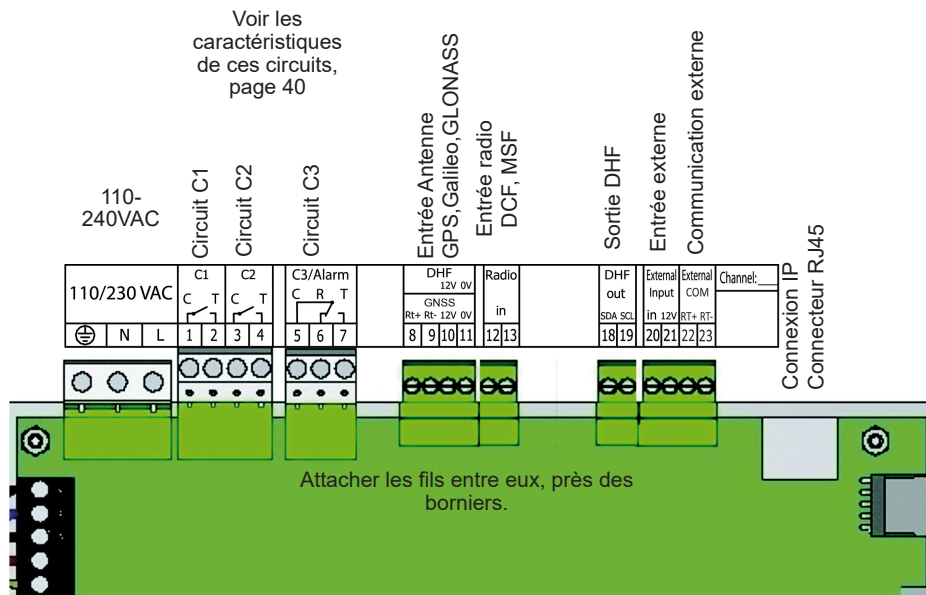 Voir les
caractéristiques
de ces circuits,
page 40
110-
240VAC
Circuit C1
Circuit C2
Circuit C3
Entrée Antenne
GPS,Galileo,GLONASS
Entrée radio
DCF, MSF
Sortie DHF
Entrée externe
Communication externe
Connexion IP
Connecteur RJ45
110/230 VAC
N L
C1
C T
1 2
C2
C T
3 4
C3/Alarm
C R T
5 6 7
DHF
12V 0V
GNSS
Rt+ Rt- 12V 0V
8 9 10 11
Radio
in
12 13
DHF
out
SDA SCL
18 19
External
Input
in 12V
20 21
External
COM
RT+ RT-
22 23
Channel:___
Attacher les fils entre eux, près des
borniers.